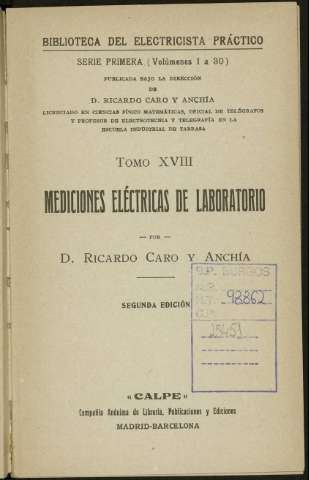 BIBLIOTECA DEL ELECTRICISTA PRÁCTICO
SERIE PRIMERA (Volúmenes 1 a 30)
PUBLICADA BAJO LA DIRECCIÓN
DE
D. RICARDO CARO Y ANCHÍA
LICENCIADO EN CIENCIAS FÍSICO MATEMÁTICAS, OFICIAL DE TELÉGRAFOS
Y PROFESOR DE ELECTROTECNIA Y TELEGRAFÍA EN LA
ESCUELA INDUSTRIAL DE TARRASA
TOMO XVIII
MEDICIONES ELÉCTRICAS DE LABORATORIO
— POR —
D. RICARDO CARO Y ANCHÍA
B.P. BURGOS
N.R.
N.T. 98862
C.B.
25451
SEGUNDA EDICIÓN
« CALPE »
Compañía Anónima de Librería, Publicaciones y Ediciones
MADRID-BARCELONA